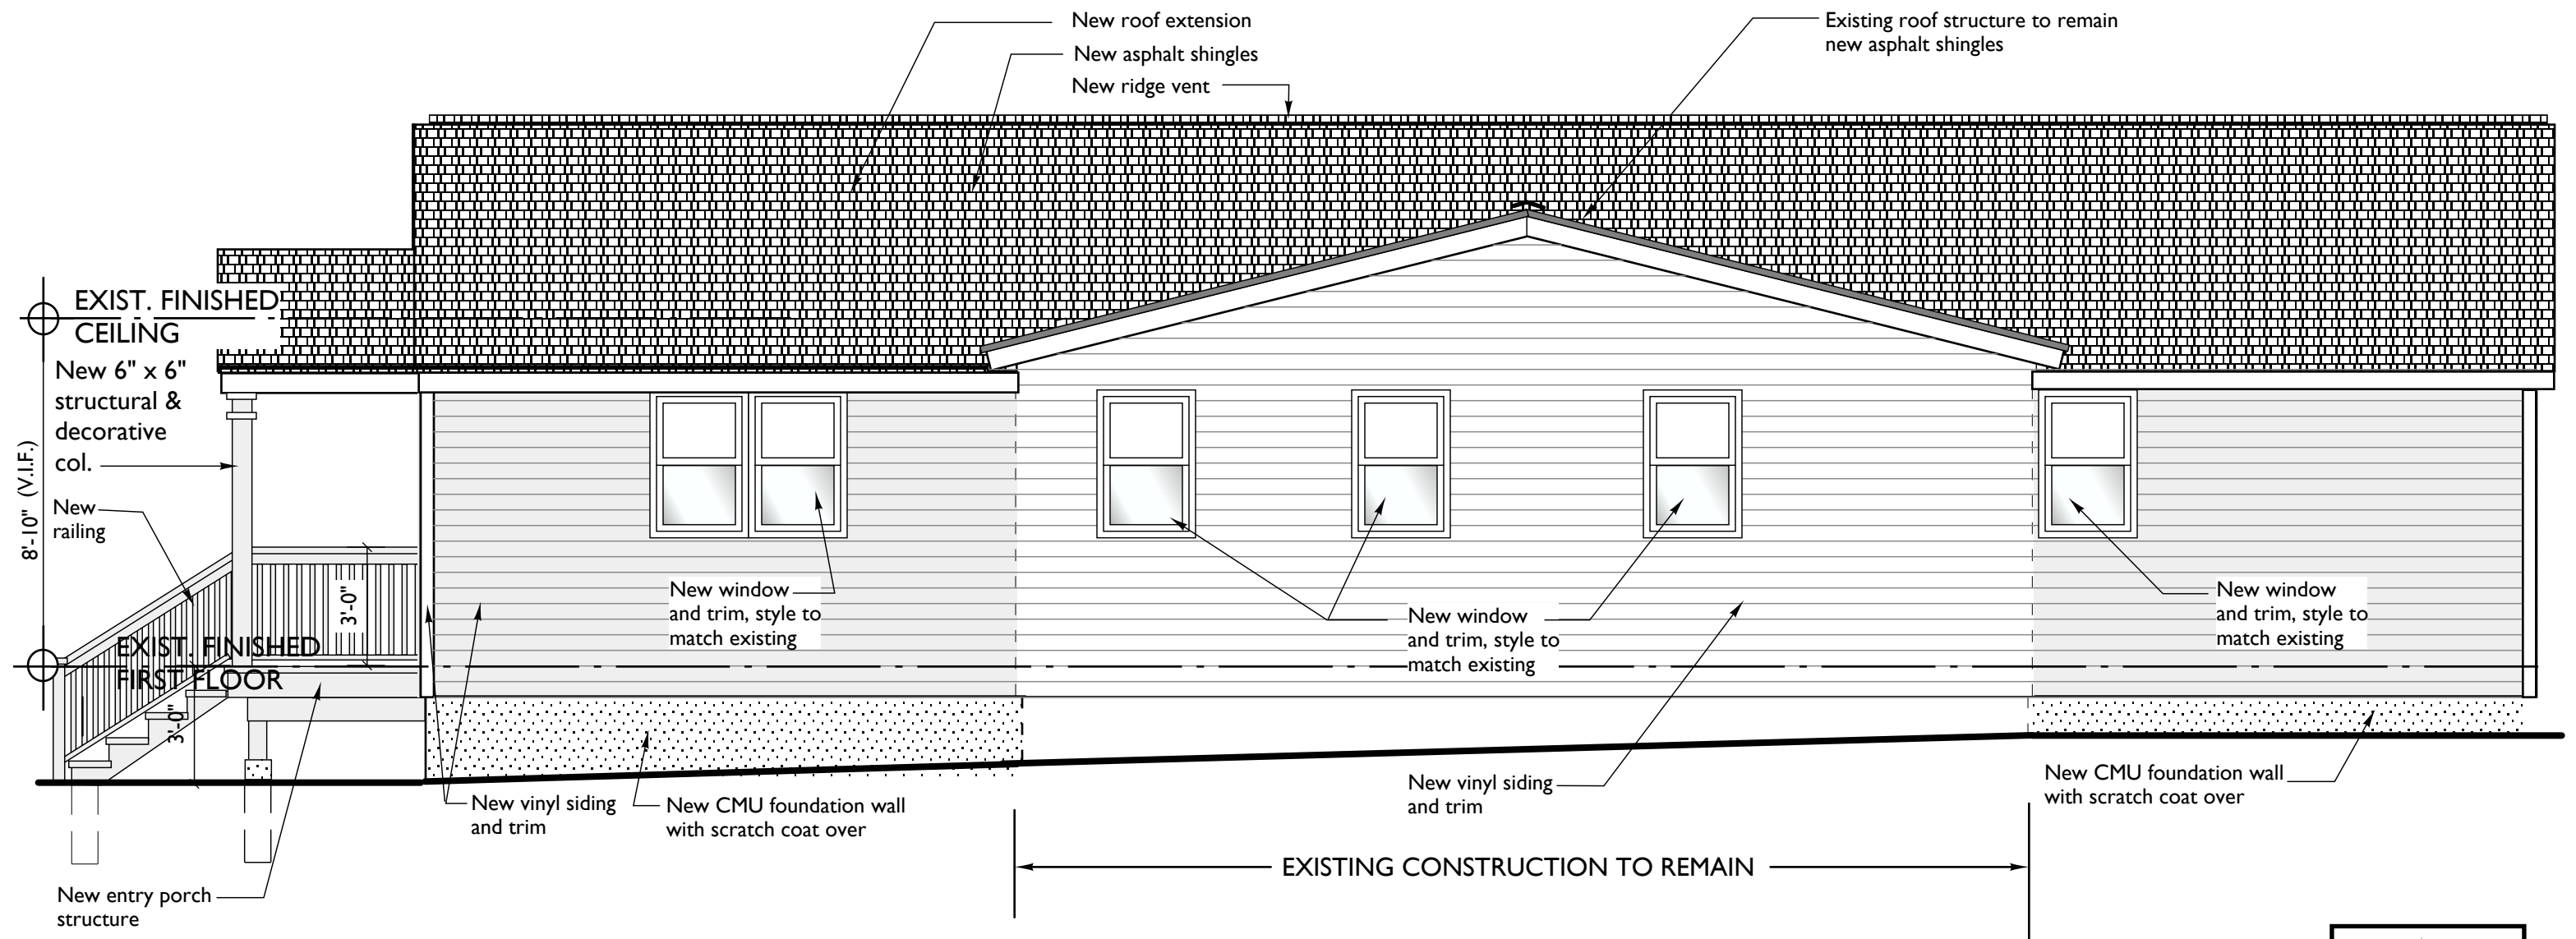 New roof extension
New asphalt shingles
New ridge vent
Existing roof structure to remain
new asphalt shingles
EXIST. FINISHED
CEILING
New 6" x 6"
structural &
decorative
col.
8'-10" (V.I.F.)
New
railing
3'-0"
EXIST. FINISHED
FIRST FLOOR
3'-0"
New window
and trim, style to
match existing
New window
and trim, style to
match existing
New window
and trim, style to
match existing
New vinyl siding
and trim
New CMU foundation wall
with scratch coat over
New vinyl siding
and trim
New CMU foundation wall
with scratch coat over
EXISTING CONSTRUCTION TO REMAIN
New entry porch
structure